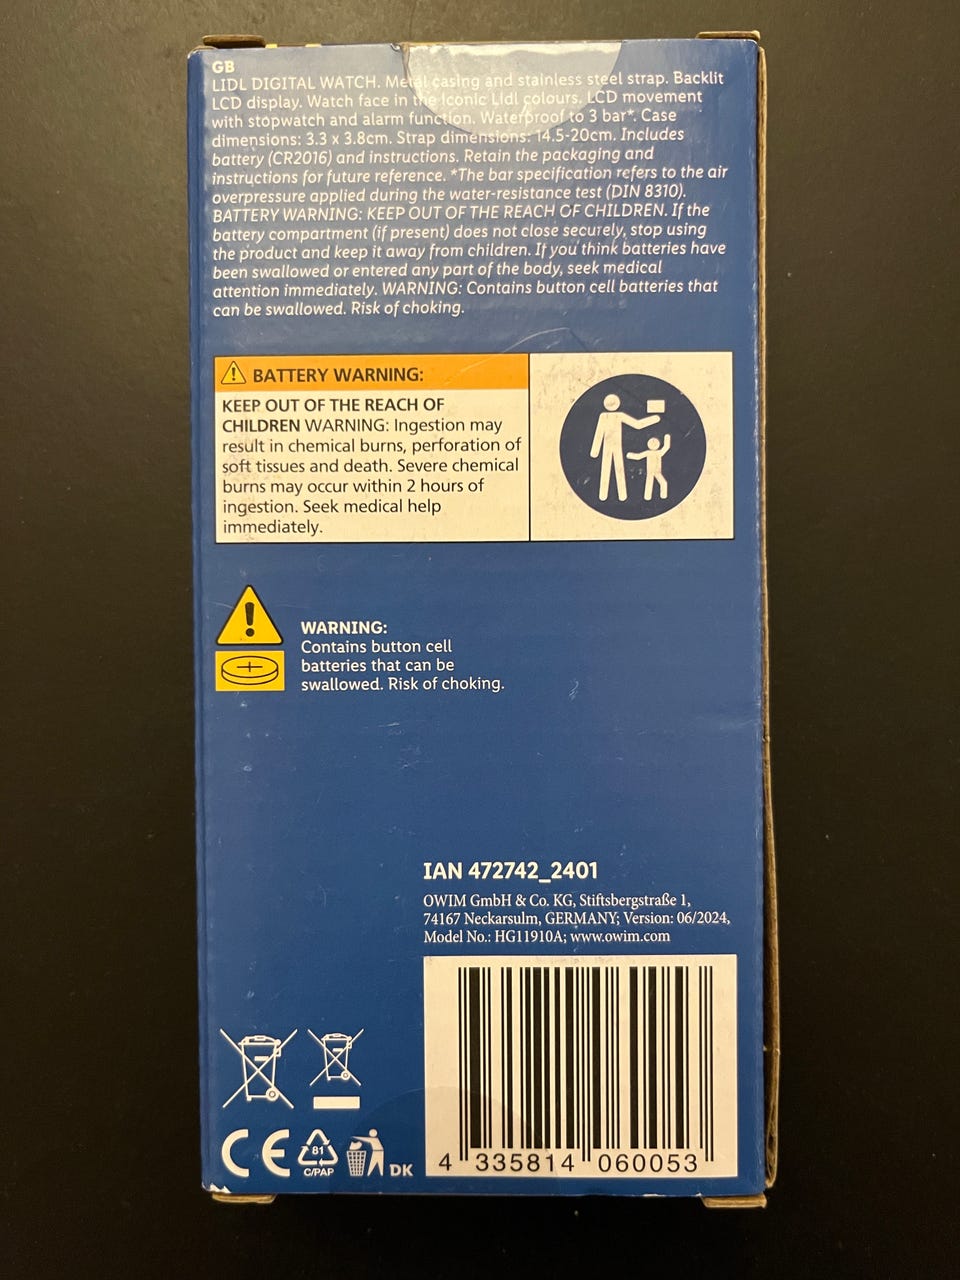 GB
LIDL DIGITAL WATCH. Metal casing and stainless steel strap. Backlit
LCD display. Watch face in the iconic Lidl colours. LCD movement
with stopwatch and alarm function. Waterproof to 3 bar*. Case
dimensions: 3.3 x 3.8cm. Strap dimensions: 14.5-20cm. Includes
battery (CR2016) and instructions. Retain the packaging and
instructions for future reference. *The bar specification refers to the air
overpressure applied during the water-resistance test (DIN 8310).
BATTERY WARNING: KEEP OUT OF THE REACH OF CHILDREN. If the
battery compartment (if present) does not close securely, stop using
the product and keep it away from children. If you think batteries have
been swallowed or entered any part of the body, seek medical
attention immediately. WARNING: Contains button cell batteries that
can be swallowed. Risk of choking.
BATTERY WARNING:
KEEP OUT OF THE REACH OF
CHILDREN WARNING: Ingestion may
result in chemical burns, perforation of
soft tissues and death. Severe chemical
burns may occur within 2 hours of
ingestion. Seek medical help
immediately.
WARNING:
Contains button cell
batteries that can be
swallowed. Risk of choking.
IAN 472742_2401
OWIM GmbH & Co. KG, Stiftsbergstraße 1,
74167 Neckarsulm, GERMANY; Version: 06/2024,
Model No.: HG11910A; www.owim.com
CE
81
C/PAP
DK
4 335814 060053